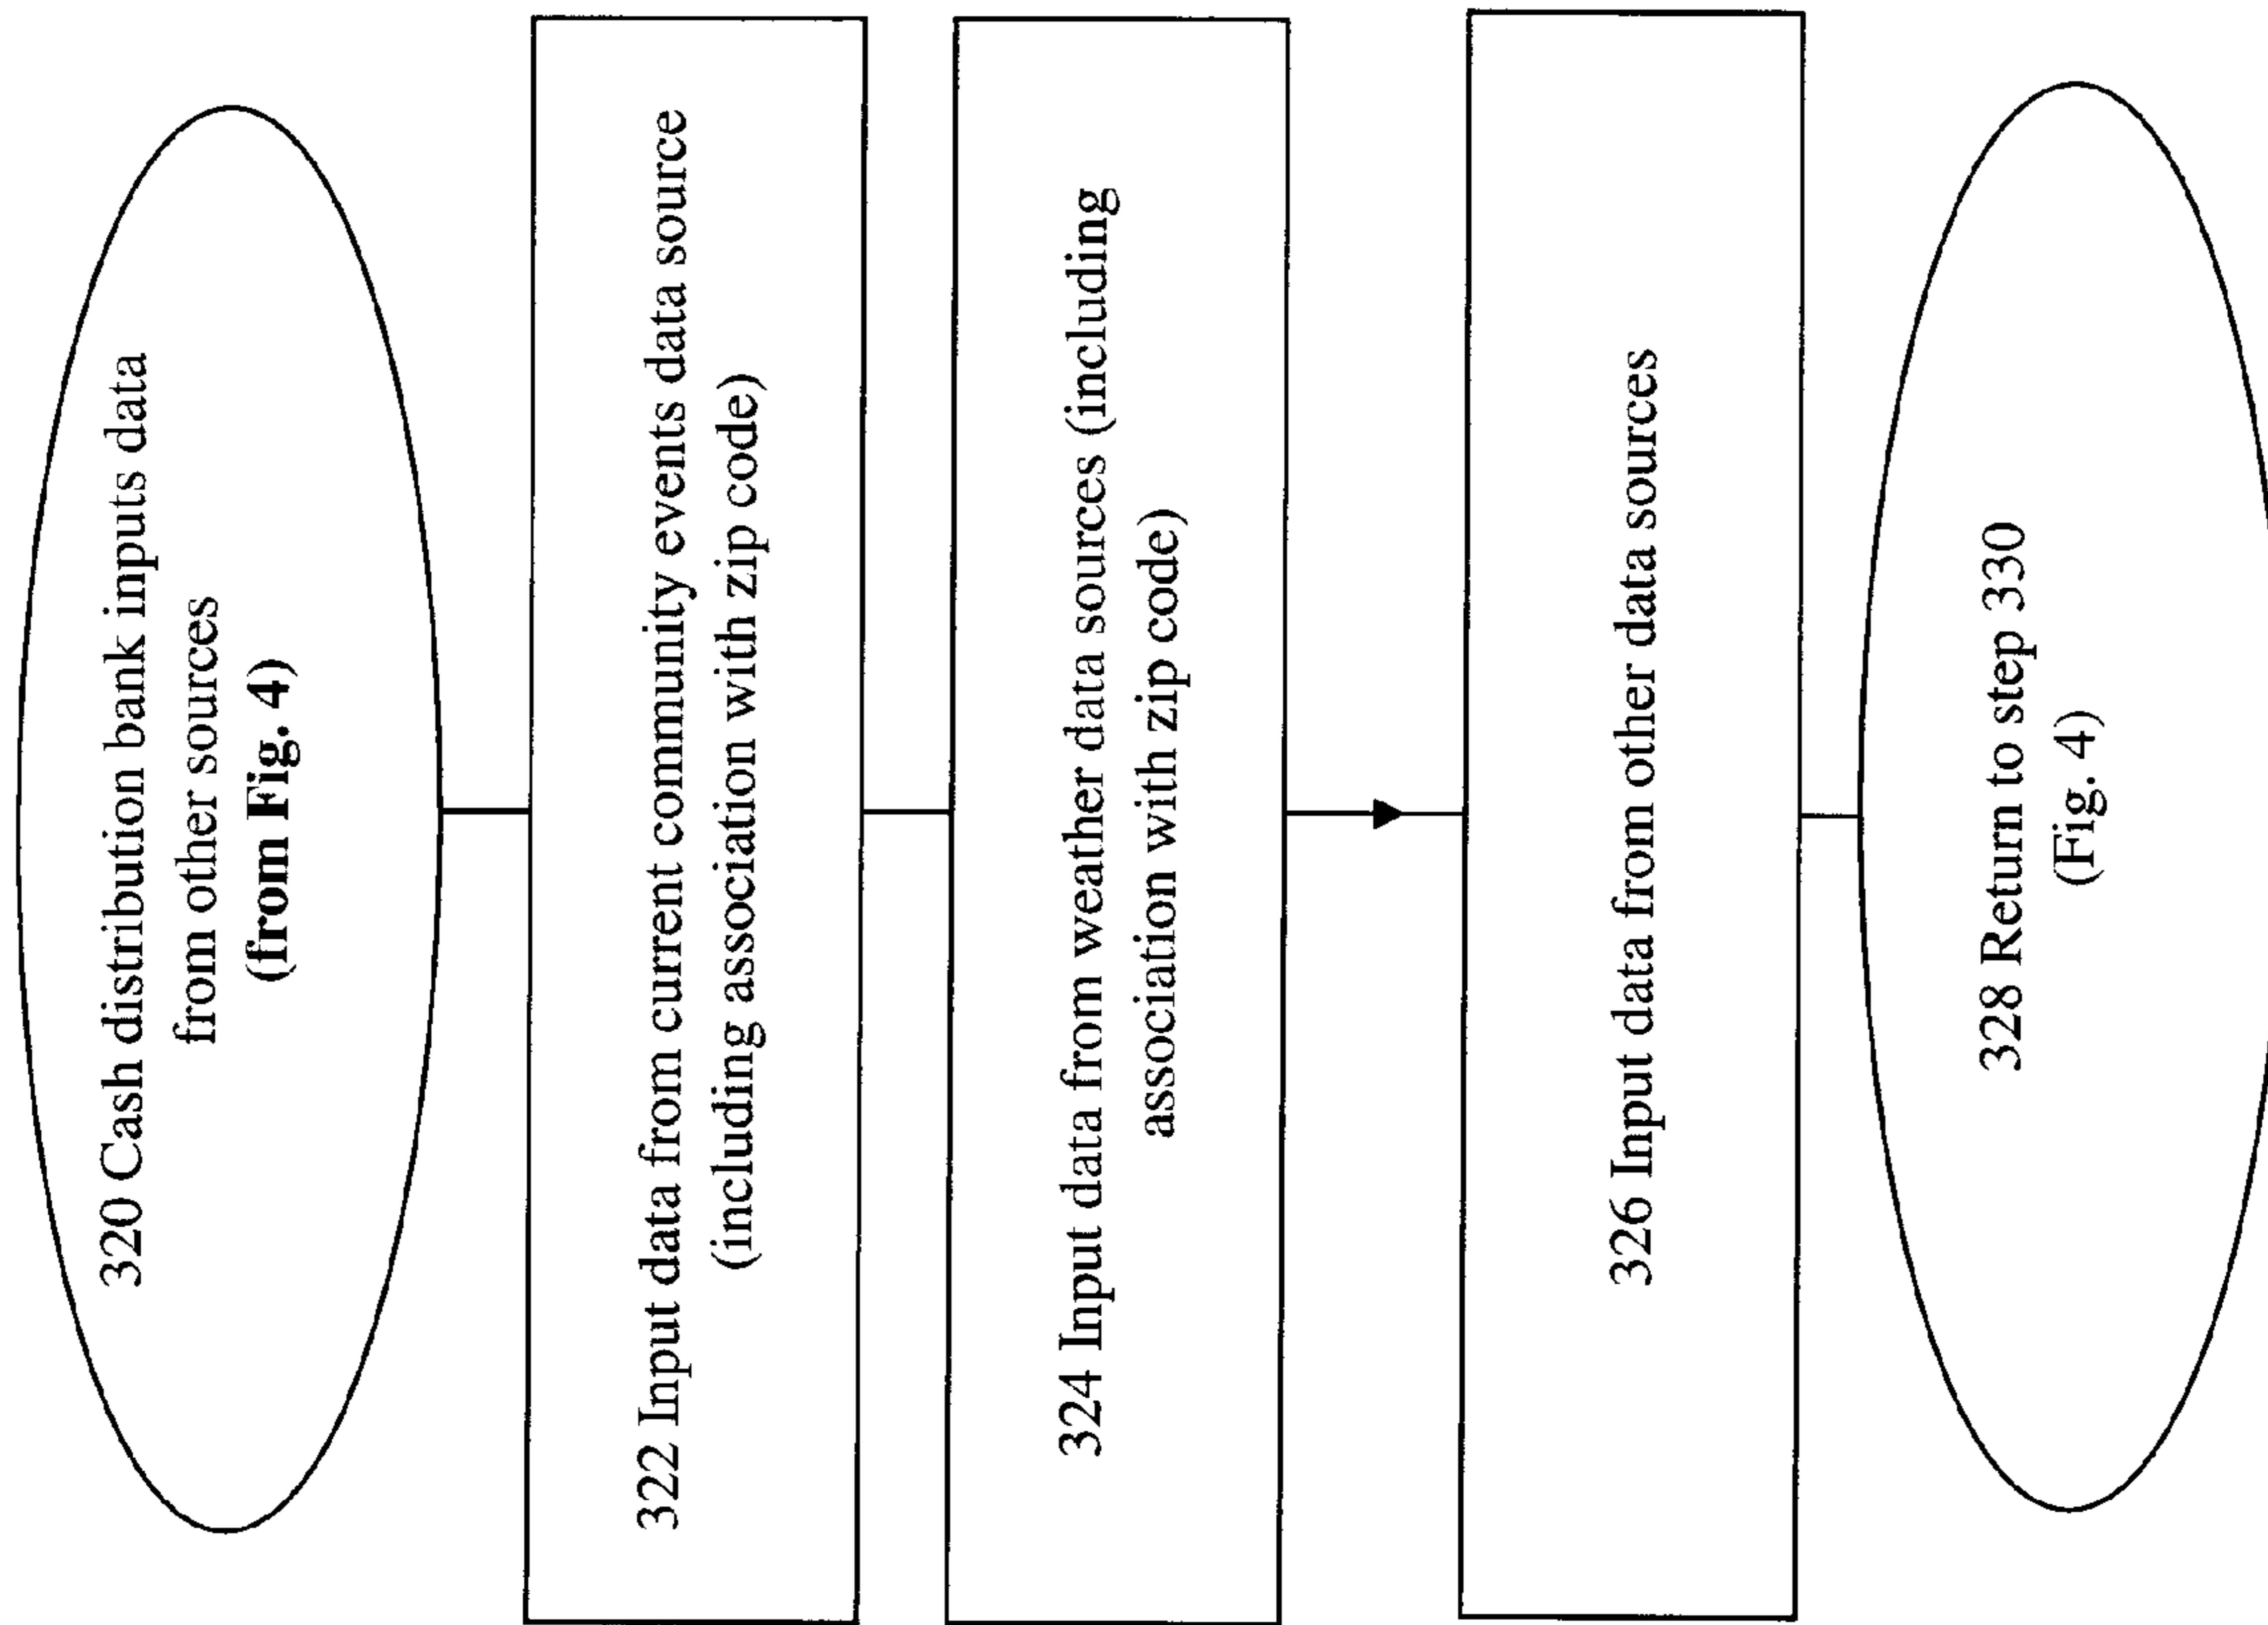 320 Cash distribution bank inputs data
from other sources
(from Fig. 4)
322 Input data from current community events data source
(including association with zip code)
324 Input data from weather data sources (including
association with zip code)
326 Input data from other data sources
328 Return to step 330
(Fig. 4)